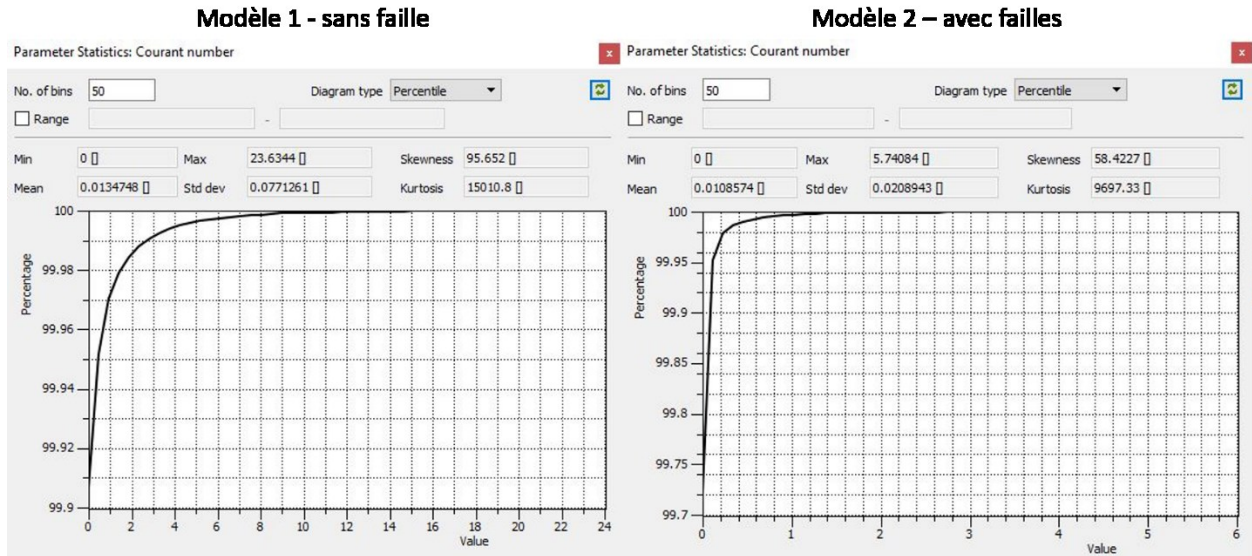 Modèle 1 - sans faille
Parameter Statistics: Courant number
x
No. of bins 50 Diagram type Percentile
Range -
Min 0 [] Max 23.6344 [] Skewness 95.652 []
Mean 0.0134748 [] Std dev 0.0771261 [] Kurtosis 15010.8 []
100
99.98
99.96
99.94
99.92
99.9
Percentage
0 2 4 6 8 10 12 14 16 18 20 22 24
Value
Modèle 2 – avec failles
Parameter Statistics: Courant number
x
No. of bins 50 Diagram type Percentile
Range -
Min 0 [] Max 5.74084 [] Skewness 58.4227 []
Mean 0.0108574 [] Std dev 0.0208943 [] Kurtosis 9697.33 []
100
99.95
99.9
99.85
99.8
99.75
99.7
Percentage
0 1 2 3 4 5 6
Value